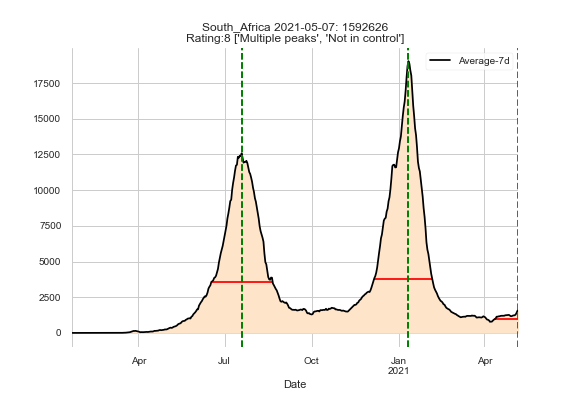 South_Africa 2021-05-07: 1592626
Rating:8 ['Multiple peaks', 'Not in control']
Average-7d
17500
15000
12500
10000
7500
5000
2500
0
Apr
Jul
Oct
Jan
2021
Apr
Date